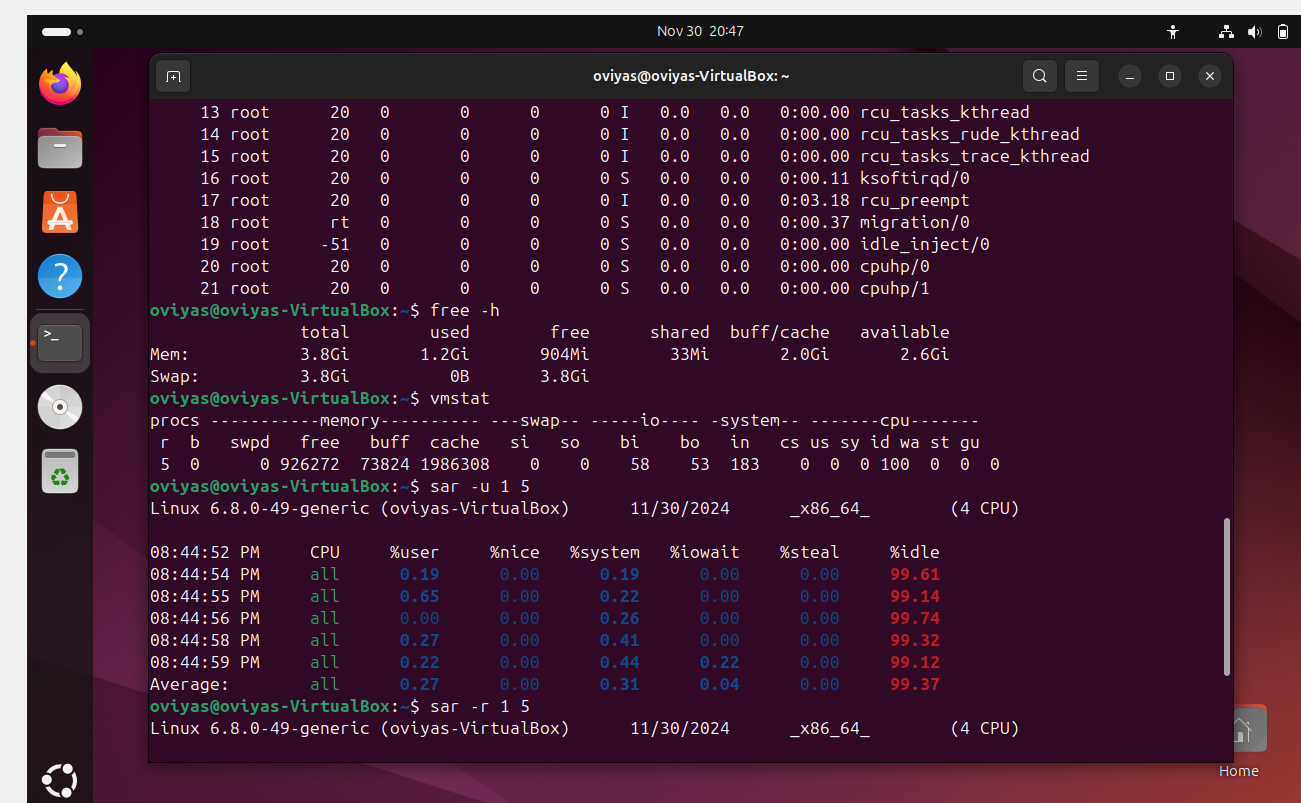 Nov 30 20:47
oviyas@oviyas-VirtualBox: ~
13 root 20 0 0 0 0 I 0.0 0.0 0:00.00 rcu_tasks_kthread
14 root 20 0 0 0 0 I 0.0 0.0 0:00.00 rcu_tasks_rude_kthread
15 root 20 0 0 0 0 I 0.0 0.0 0:00.00 rcu_tasks_trace_kthread
16 root 20 0 0 0 0 S 0.0 0.0 0:00.11 ksoftirqd/0
17 root 20 0 0 0 0 I 0.0 0.0 0:03.18 rcu_preempt
18 root rt 0 0 0 0 S 0.0 0.0 0:00.37 migration/0
19 root -51 0 0 0 0 S 0.0 0.0 0:00.00 idle_inject/0
20 root 20 0 0 0 0 S 0.0 0.0 0:00.00 cpuhp/0
21 root 20 0 0 0 0 S 0.0 0.0 0:00.00 cpuhp/1
oviyas@oviyas-VirtualBox:~$ free -h
total used free shared buff/cache available
Mem: 3.8Gi 1.2Gi 904Mi 33Mi 2.0Gi 2.6Gi
Swap: 3.8Gi 0B 3.8Gi
oviyas@oviyas-VirtualBox:~$ vmstat
procs -----------memory---------- ---swap-- -----io---- -system-- -------cpu-------
r b swpd free buff cache si so bi bo in cs us sy id wa st gu
5 0 0 926272 73824 1986308 0 0 58 53 183 0 0 0 100 0 0 0
oviyas@oviyas-VirtualBox:~$ sar -u 1 5
Linux 6.8.0-49-generic (oviyas-VirtualBox) 11/30/2024 _x86_64_ (4 CPU)
08:44:52 PM CPU %user %nice %system %iowait %steal %idle
08:44:54 PM all 0.19 0.00 0.19 0.00 0.00 99.61
08:44:55 PM all 0.65 0.00 0.22 0.00 0.00 99.14
08:44:56 PM all 0.00 0.00 0.26 0.00 0.00 99.74
08:44:58 PM all 0.27 0.00 0.41 0.00 0.00 99.32
08:44:59 PM all 0.22 0.00 0.44 0.22 0.00 99.12
Average: all 0.27 0.00 0.31 0.04 0.00 99.37
oviyas@oviyas-VirtualBox:~$ sar -r 1 5
Linux 6.8.0-49-generic (oviyas-VirtualBox) 11/30/2024 _x86_64_ (4 CPU)
Home